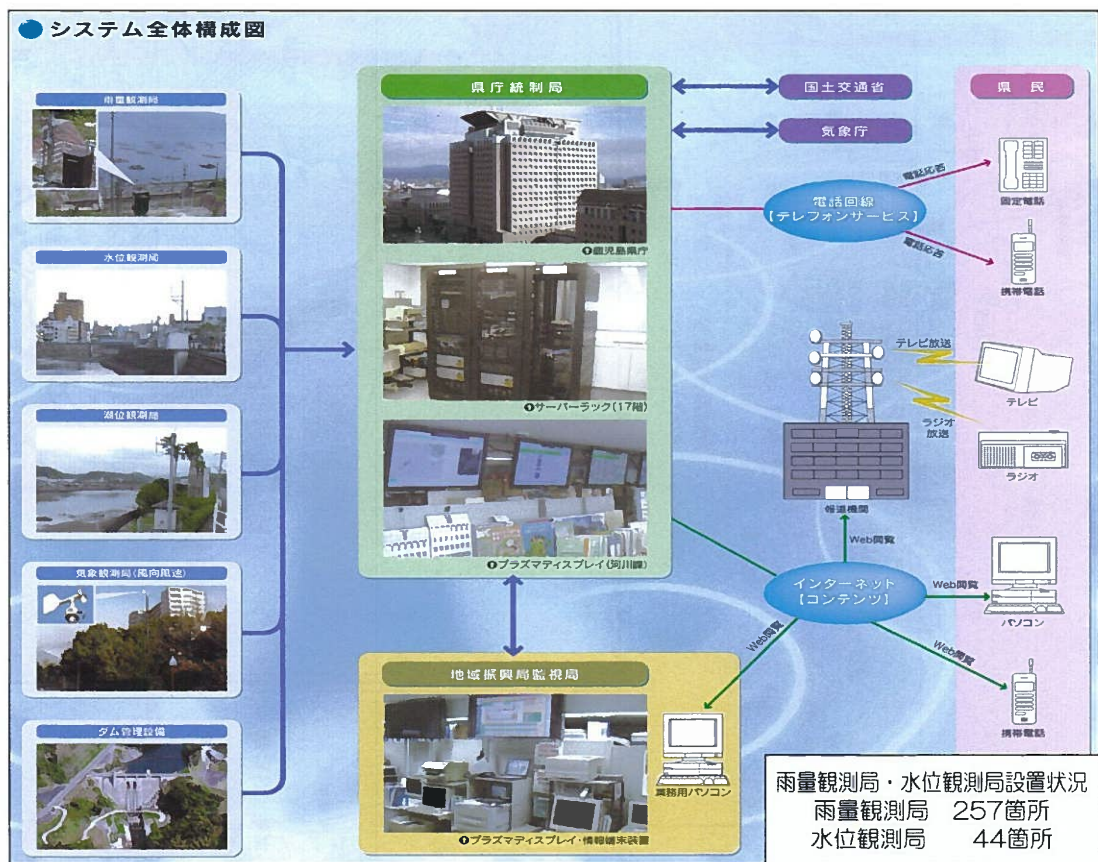 システム全体構成図
雨量観測局
水位観測局
潮位観測局
気象観測局(風向風速)
ダム管理設備
県庁統制局
鹿児島県庁
サーバーラック(17階)
プラズマディスプレイ(河川課)
地域振興局監視局
プラズマディスプレイ・情報端末装置
業務用パソコン
国土交通省
気象庁
電話回線
【テレフォンサービス】
電話応答
電話応答
県民
固定電話
携帯電話
テレビ放送
テレビ
ラジオ
放送
ラジオ
報道機関
Web閲覧
インターネット
【コンテンツ】
Web閲覧
パソコン
Web閲覧
Web閲覧
携帯電話
雨量観測局・水位観測局設置状況
雨量観測局 257箇所
水位観測局 44箇所